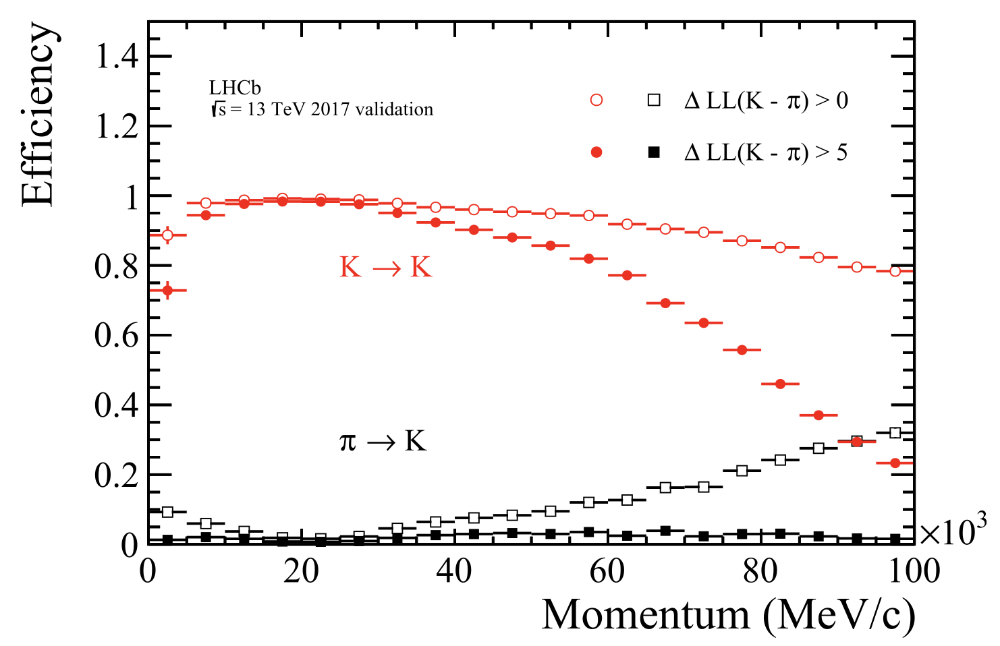 Efficiency
1.4
1.2
1
0.8
0.6
0.4
0.2
0
LHCb
√s = 13 TeV 2017 validation
Δ LL(K - π) > 0
Δ LL(K - π) > 5
K → K
π → K
0 20 40 60 80 100
×10³
Momentum (MeV/c)